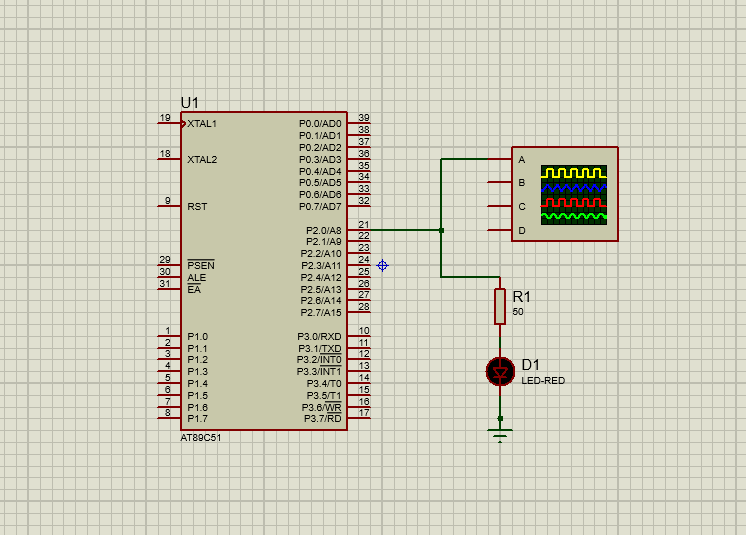 U1
19 XTAL1 P0.0/AD0 39
P0.1/AD1 38
P0.2/AD2 37
18 XTAL2 P0.3/AD3 36
P0.4/AD4 35
P0.5/AD5 34
P0.6/AD6 33
9 RST P0.7/AD7 32
P2.0/A8 21
P2.1/A9 22
P2.2/A10 23
29 PSEN P2.3/A11 24
30 ALE P2.4/A12 25
31 EA P2.5/A13 26
P2.6/A14 27
P2.7/A15 28
1 P1.0 P3.0/RXD 10
2 P1.1 P3.1/TXD 11
3 P1.2 P3.2/INT0 12
4 P1.3 P3.3/INT1 13
5 P1.4 P3.4/T0 14
6 P1.5 P3.5/T1 15
7 P1.6 P3.6/WR 16
8 P1.7 P3.7/RD 17
AT89C51
A
B
C
D
R1
50
D1
LED-RED